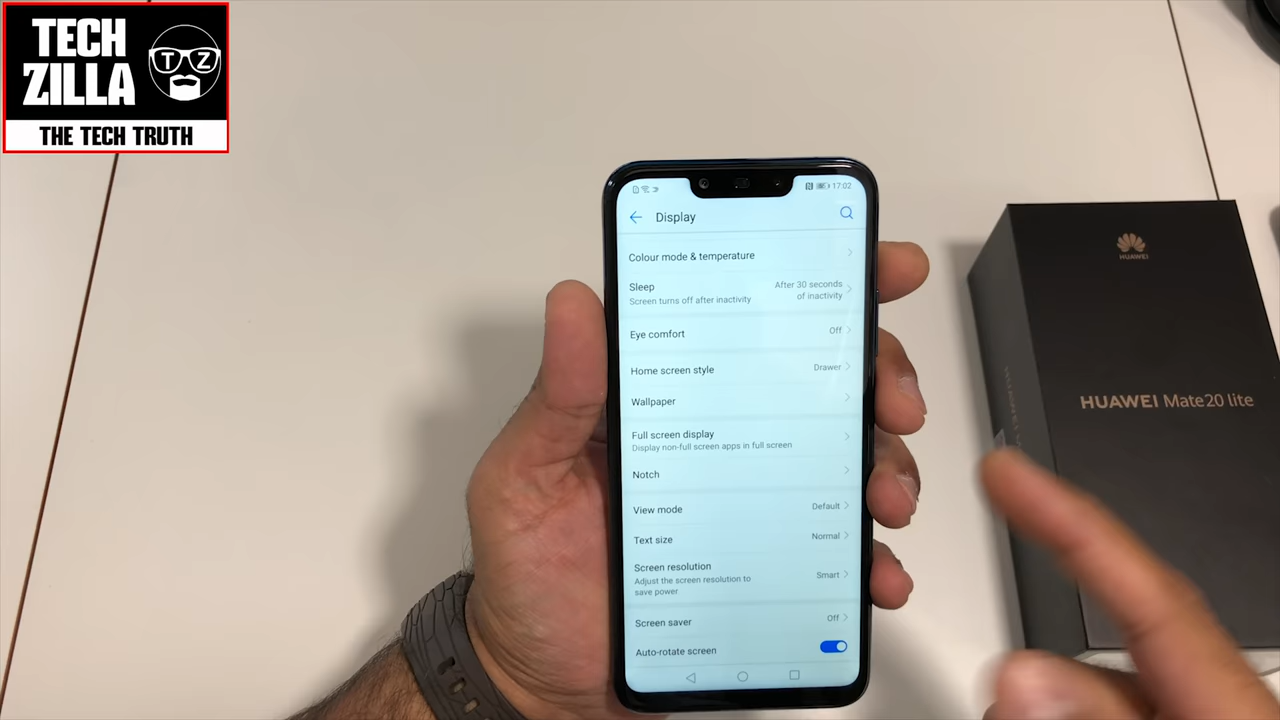 TECH
ZILLA
TZ
THE TECH TRUTH
17:02
Display
Colour mode & temperature
Sleep
Screen turns off after inactivity
After 30 seconds
of inactivity
Eye comfort
Off
Home screen style
Drawer
Wallpaper
Full screen display
Display non-full screen apps in full screen
Notch
View mode
Default
Text size
Normal
Screen resolution
Adjust the screen resolution to
save power
Smart
Screen saver
Off
Auto-rotate screen
HUAWEI
HUAWEI Mate20 lite